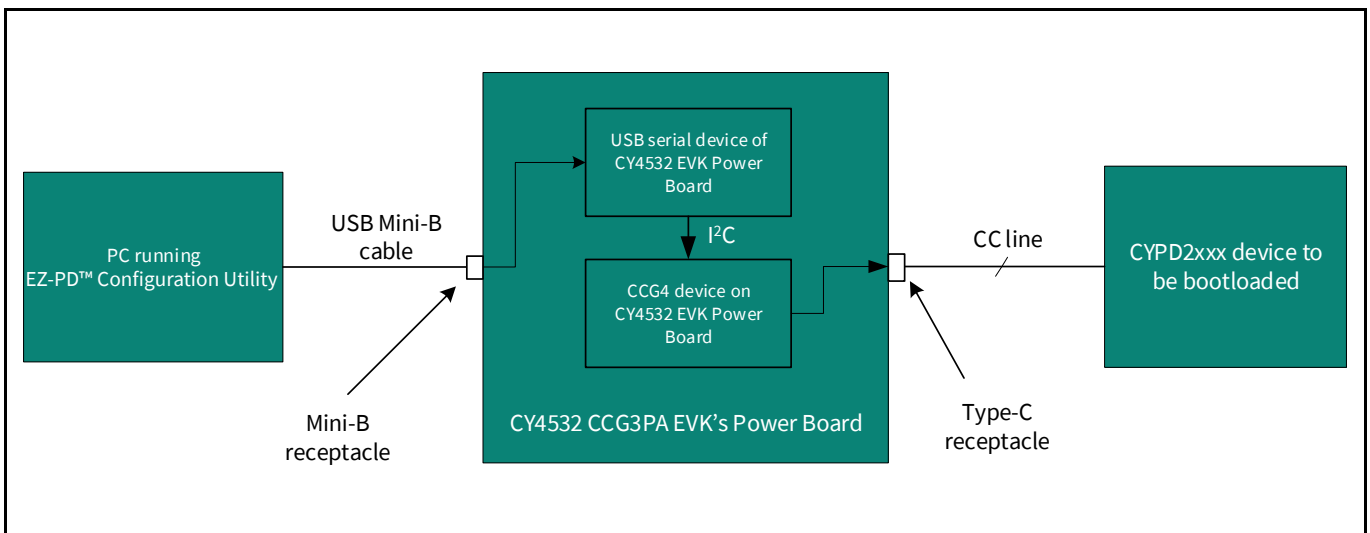 PC running
EZ-PD™ Configuration Utility
USB Mini-B
cable
Mini-B
receptacle
USB serial device of
CY4532 EVK Power
Board
I²C
CCG4 device on
CY4532 EVK Power
Board
CY4532 CCG3PA EVK’s Power Board
CC line
Type-C
receptacle
CYPD2xxx device to
be bootloaded